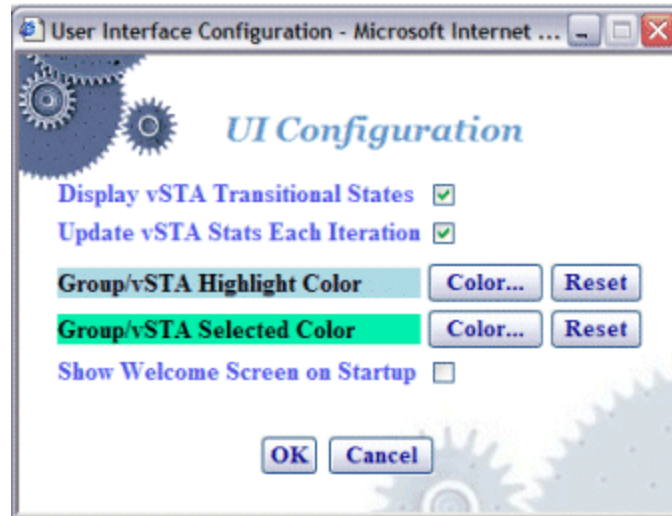 User Interface Configuration - Microsoft Internet ...
UI Configuration
Display vSTA Transitional States
Update vSTA Stats Each Iteration
Group/vSTA Highlight Color Color... Reset
Group/vSTA Selected Color Color... Reset
Show Welcome Screen on Startup
OK Cancel